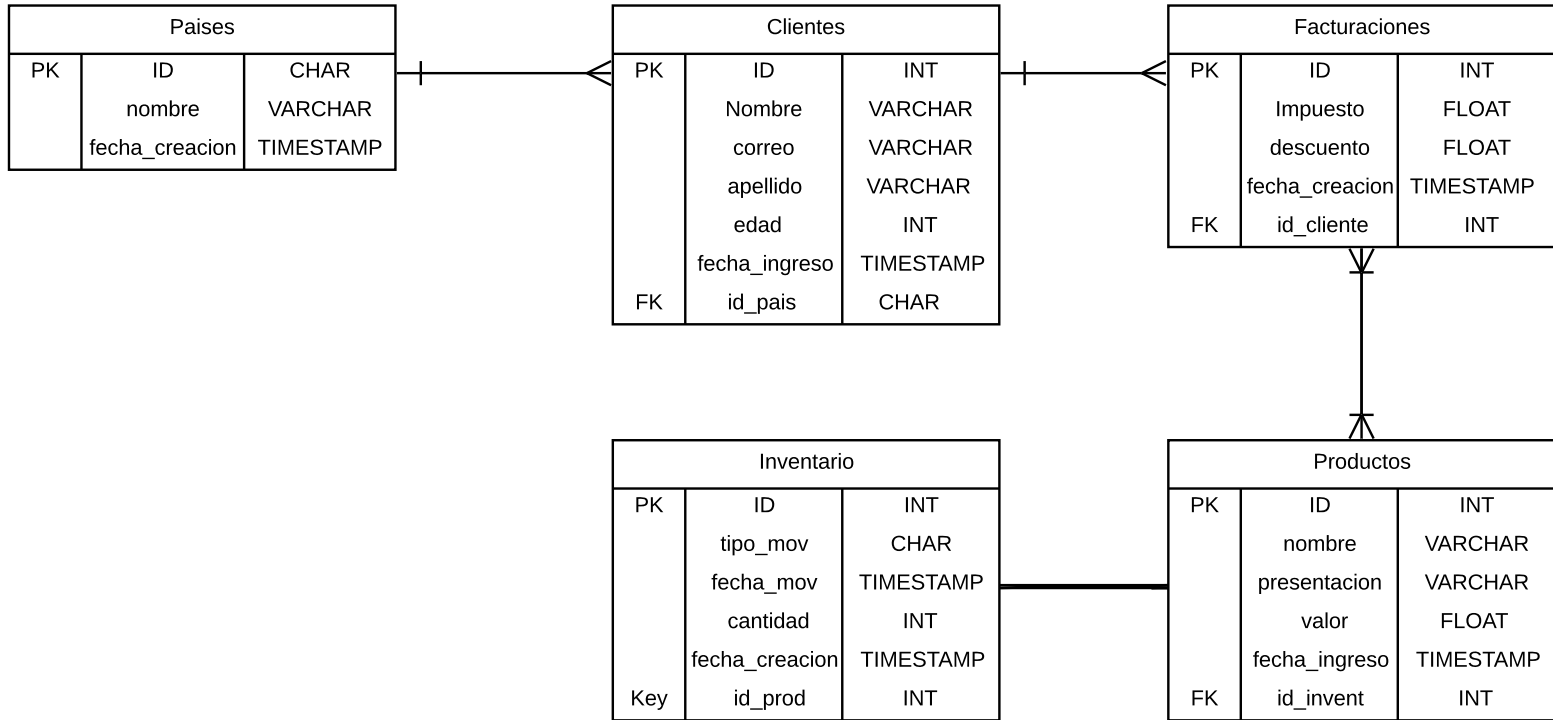 Paises
PK ID CHAR
nombre VARCHAR
fecha_creacion TIMESTAMP
Clientes
PK ID INT
Nombre VARCHAR
correo VARCHAR
apellido VARCHAR
edad INT
fecha_ingreso TIMESTAMP
FK id_pais CHAR
Facturaciones
PK ID INT
Impuesto FLOAT
descuento FLOAT
fecha_creacion TIMESTAMP
FK id_cliente INT
Inventario
PK ID INT
tipo_mov CHAR
fecha_mov TIMESTAMP
cantidad INT
fecha_creacion TIMESTAMP
Key id_prod INT
Productos
PK ID INT
nombre VARCHAR
presentacion VARCHAR
valor FLOAT
fecha_ingreso TIMESTAMP
FK id_invent INT